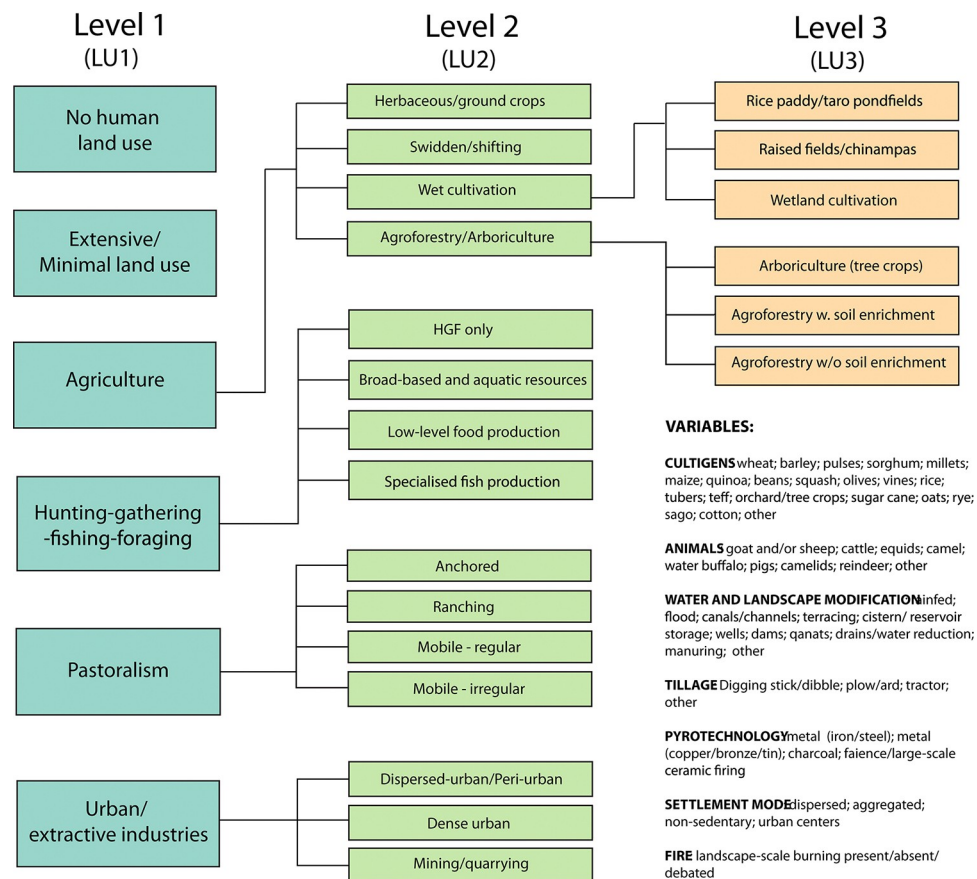 Level 1
(LU1)
Level 2
(LU2)
Level 3
(LU3)
No human
land use
Extensive/
Minimal land use
Agriculture
Hunting-gathering
-fishing-foraging
Pastoralism
Urban/
extractive industries
Herbaceous/ground crops
Swidden/shifting
Wet cultivation
Agroforestry/Arboriculture
HGF only
Broad-based and aquatic resources
Low-level food production
Specialised fish production
Anchored
Ranching
Mobile - regular
Mobile - irregular
Dispersed-urban/Peri-urban
Dense urban
Mining/quarrying
Rice paddy/taro pondfields
Raised fields/chinampas
Wetland cultivation
Arboriculture (tree crops)
Agroforestry w. soil enrichment
Agroforestry w/o soil enrichment
VARIABLES:
CULTIGENS wheat; barley; pulses; sorghum; millets;
maize; quinoa; beans; squash; olives; vines; rice;
tubers; teff; orchard/tree crops; sugar cane; oats; rye;
sago; cotton; other
ANIMALS goat and/or sheep; cattle; equids; camel;
water buffalo; pigs; camelids; reindeer; other
WATER AND LANDSCAPE MODIFICATION
flood; canals/channels; terracing; cistern/ reservoir
storage; wells; dams; qanats; drains/water reduction;
manuring; other
TILLAGE Digging stick/dibble; plow/ard; tractor;
other
PYROTECHNOLOGY metal (iron/steel); metal
(copper/bronze/tin); charcoal; faience/large-scale
ceramic firing
SETTLEMENT MODE dispersed; aggregated;
non-sedentary; urban centers
FIRE landscape-scale burning present/absent/
debated